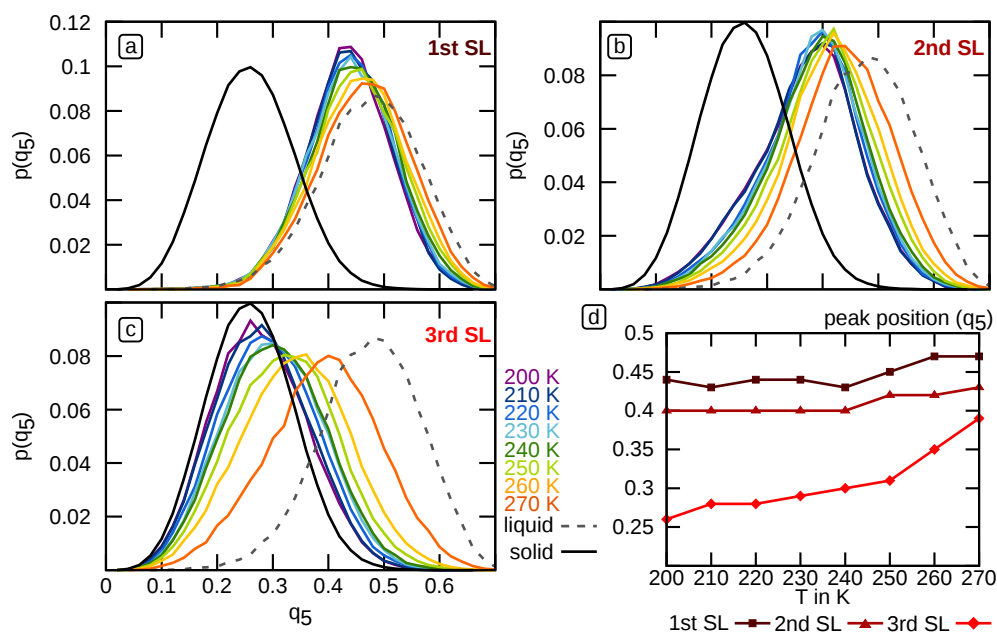 0.12
0.1
0.08
0.06
0.04
0.02
p(q5)
a
1st SL
0.08
0.06
0.04
0.02
p(q5)
b
2nd SL
0.08
0.06
0.04
0.02
p(q5)
c
3rd SL
0 0.1 0.2 0.3 0.4 0.5 0.6
q5
200 K
210 K
220 K
230 K
240 K
250 K
260 K
270 K
liquid
solid
d
peak position (q5)
0.5
0.45
0.4
0.3
0.25
200 210 220 230 240 250 260 270
T in K
1st SL 2nd SL 3rd SL